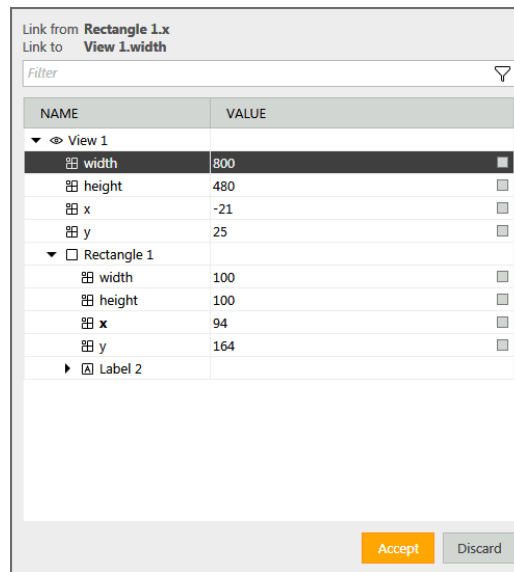 Link from Rectangle 1.x
Link to View 1.width
Filter
NAME VALUE
View 1
width 800
height 480
x -21
y 25
Rectangle 1
width 100
height 100
x 94
y 164
A Label 2
Accept Discard